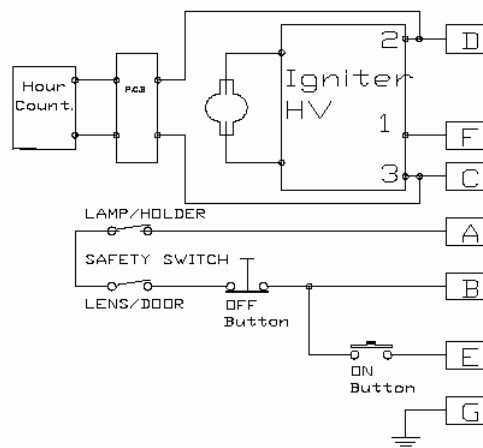 2
D
Hour
Count.
P.C.B
Igniter
HV
1
F
3
C
LAMP/HOLDER
A
SAFETY SWITCH
B
LENS/DOOR
OFF
Button
E
ON
Button
G